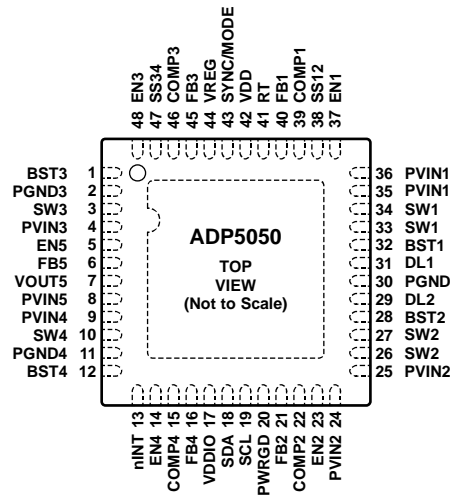 48 EN3
47 SS34
46 COMP3
45 FB3
44 VREG
43 SYNC/MODE
42 VDD
41 RT
40 FB1
39 COMP1
38 SS12
37 EN1
BST3 1
PGND3 2
SW3 3
PVIN3 4
EN5 5
FB5 6
VOUT5 7
PVIN5 8
PVIN4 9
SW4 10
PGND4 11
BST4 12
ADP5050
TOP
VIEW
(Not to Scale)
36 PVIN1
35 PVIN1
34 SW1
33 SW1
32 BST1
31 DL1
30 PGND
29 DL2
28 BST2
27 SW2
26 SW2
25 PVIN2
nINT 13
EN4 14
COMP4 15
FB4 16
VDDIO 17
SDA 18
SCL 19
PWRGD 20
FB2 21
COMP2 22
EN2 23
PVIN2 24